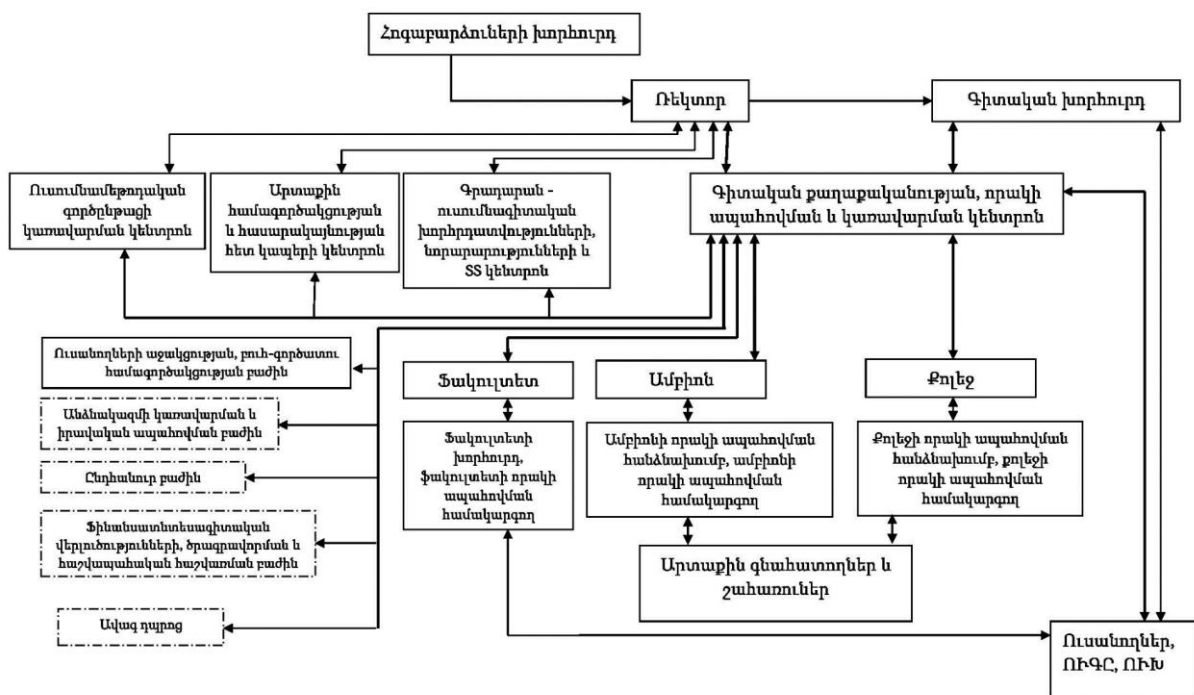 Հոգաբարձուների խորհուրդ
Ռեկտոր
Գիտական խորհուրդ
Ուսումնամեթոդական
գործընթացի
կառավարման կենտրոն
Արտաքին
համագործակցության
և հասարակայնության
հետ կապերի կենտրոն
Գրադարան -
ուսումնագիտական
խորհրդատվությունների,
նորարարությունների և
ՏՏ կենտրոն
Գիտական քաղաքականության, որակի
ապահովման և կառավարման կենտրոն
Ուսանողների աջակցության, բուհ-գործատու
համագործակցության բաժին
Ֆակուլտետ
Ամբիոն
Քոլեջ
Անձնակազմի կառավարման և
իրավական ապահովման բաժին
Ֆակուլտետի
խորհուրդ,
ֆակուլտետի որակի
ապահովման
համակարգող
Ամբիոնի որակի ապահովման
հանձնախումբ, ամբիոնի
որակի ապահովման
համակարգող
Քոլեջի որակի ապահովման
հանձնախումբ, քոլեջի
որակի ապահովման
համակարգող
Ընդհանուր բաժին
Ֆինանսատնտեսագիտական
վերլուծությունների, ծրագրավորման և
հաշվապահական հաշվառման բաժին
Արտաքին գնահատողներ և
շահառուներ
Ավագ դպրոց
Ուսանողներ,
ՈՒԳԸ, ՈՒԽ